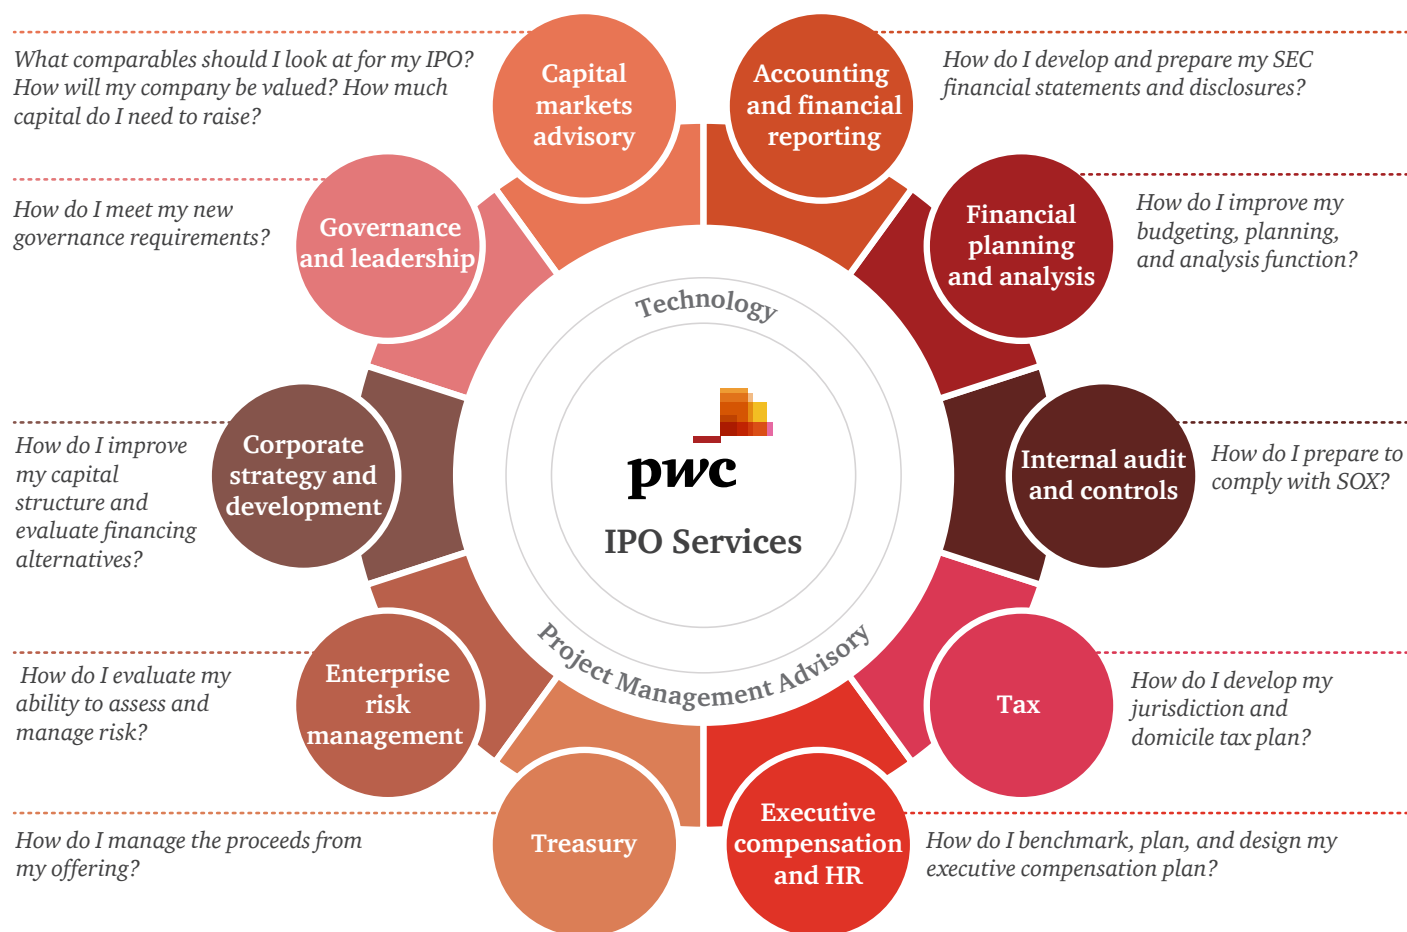 What comparables should I look at for my IPO?
How will my company be valued? How much
capital do I need to raise?
Capital
markets
advisory
Accounting
and financial
reporting
How do I develop and prepare my SEC
financial statements and disclosures?
How do I meet my new
governance requirements?
Governance
and leadership
Financial
planning
and analysis
How do I improve my
budgeting, planning,
and analysis function?
Technology
pwc
IPO Services
Project Management Advisory
How do I improve
my capital
structure and
evaluate financing
alternatives?
Corporate
strategy and
development
Internal audit
and controls
How do I prepare to
comply with SOX?
How do I evaluate my
ability to assess and
manage risk?
Enterprise
risk
management
Tax
How do I develop my
jurisdiction and
domicile tax plan?
How do I manage the proceeds from
my offering?
Treasury
Executive
compensation
and HR
How do I benchmark, plan, and design my
executive compensation plan?